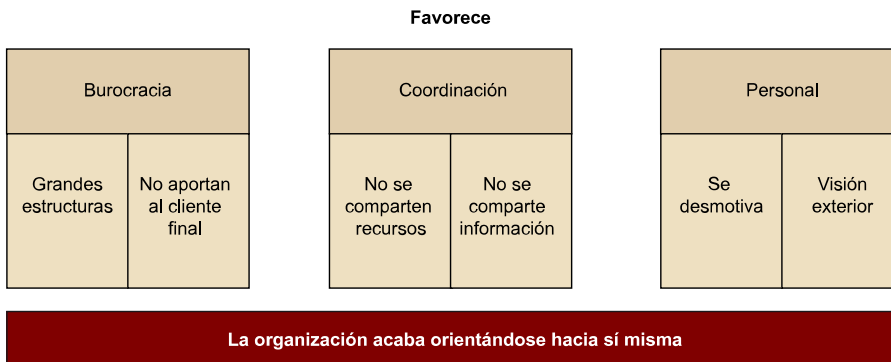 Favorece
Burocracia
Grandes
estructuras
No aportan
al cliente
final
Coordinación
No se
comparten
recursos
No se
comparte
información
Personal
Se
desmotiva
Visión
exterior
La organización acaba orientándose hacia sí misma